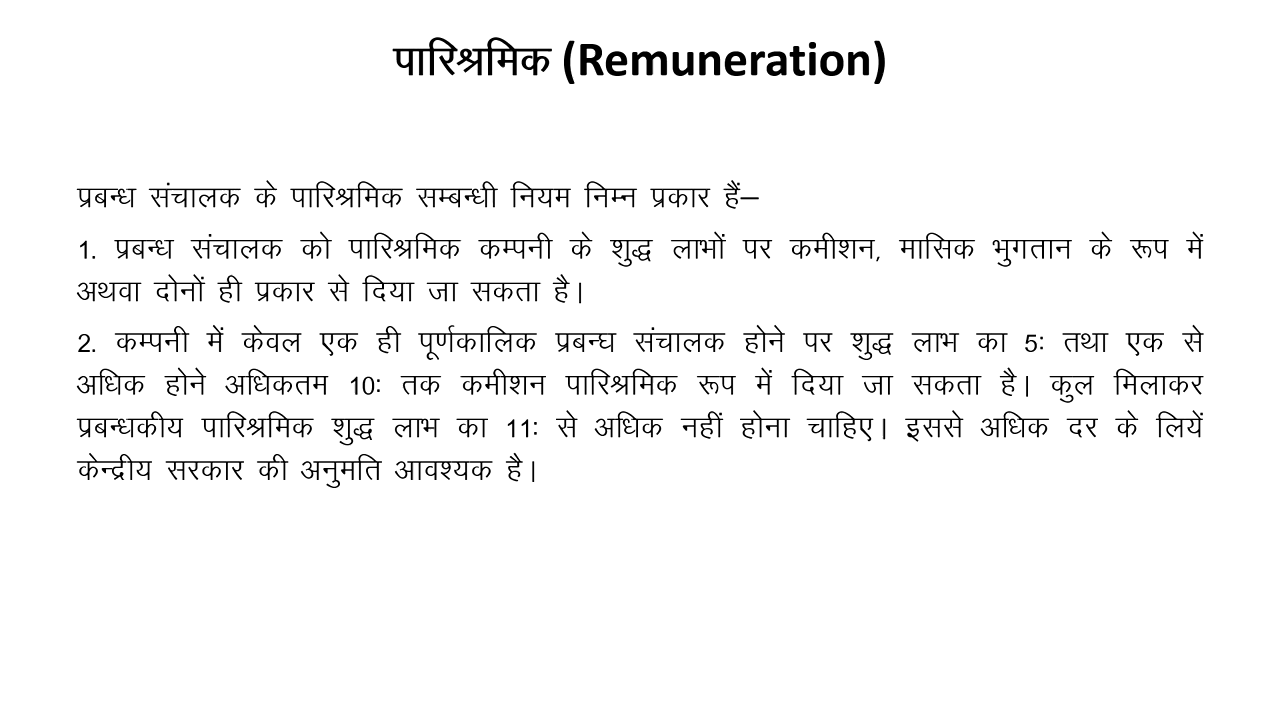 पारिश्रमिक (Remuneration)
प्रबन्ध संचालक के पारिश्रमिक सम्बन्धी नियम निम्न प्रकार हैं–
1. प्रबन्ध संचालक को पारिश्रमिक कम्पनी के शुद्ध लाभों पर कमीशन, मासिक भुगतान के रूप में
अथवा दोनों ही प्रकार से दिया जा सकता है।
2. कम्पनी में केवल एक ही पूर्णकालिक प्रबन्घ संचालक होने पर शुद्ध लाभ का 5: तथा एक से
अधिक होने अधिकतम 10: तक कमीशन पारिश्रमिक रूप में दिया जा सकता है। कुल मिलाकर
प्रबन्धकीय पारिश्रमिक शुद्ध लाभ का 11: से अधिक नहीं होना चाहिए। इससे अधिक दर के लियें
केन्द्रीय सरकार की अनुमति आवश्यक है।